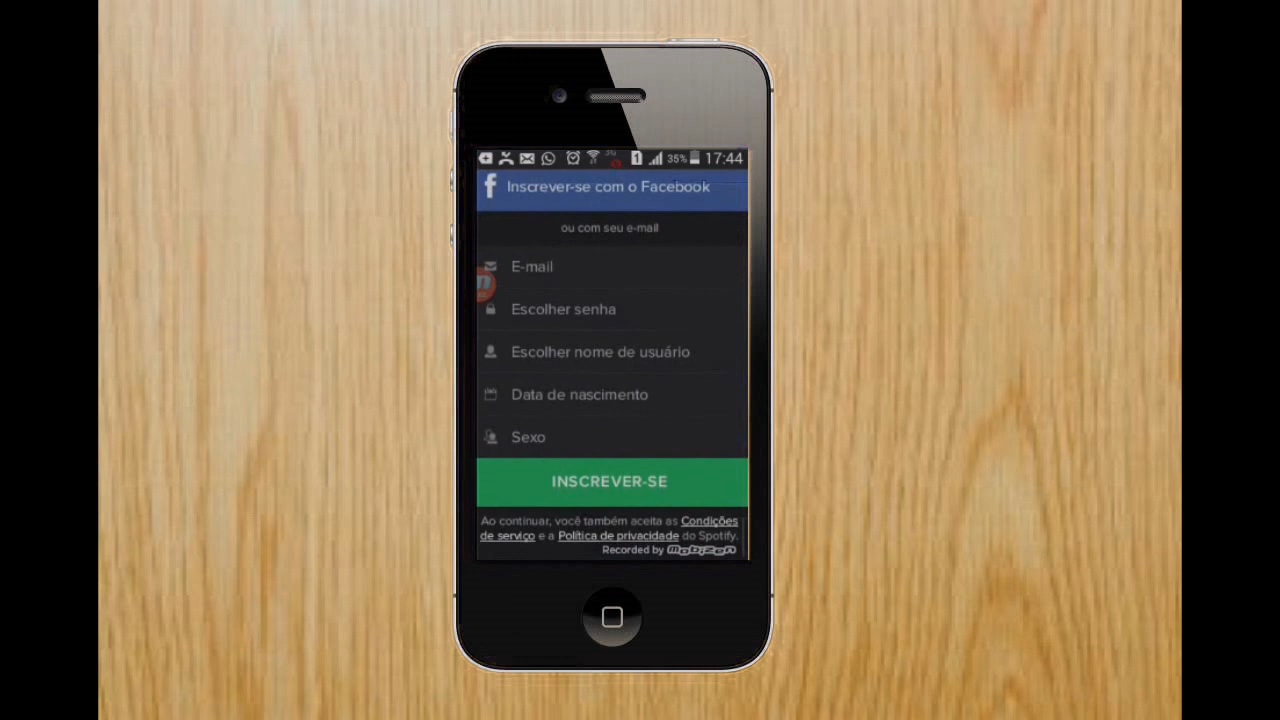 1 35% 17:44
f Inscrever-se com o Facebook
ou com seu e-mail
E-mail
Escolher senha
Escolher nome de usuário
Data de nascimento
Sexo
INSCREVER-SE
Ao continuar, você também aceita as Condições
de serviço e a Política de privacidade do Spotify.
Recorded by mobizen